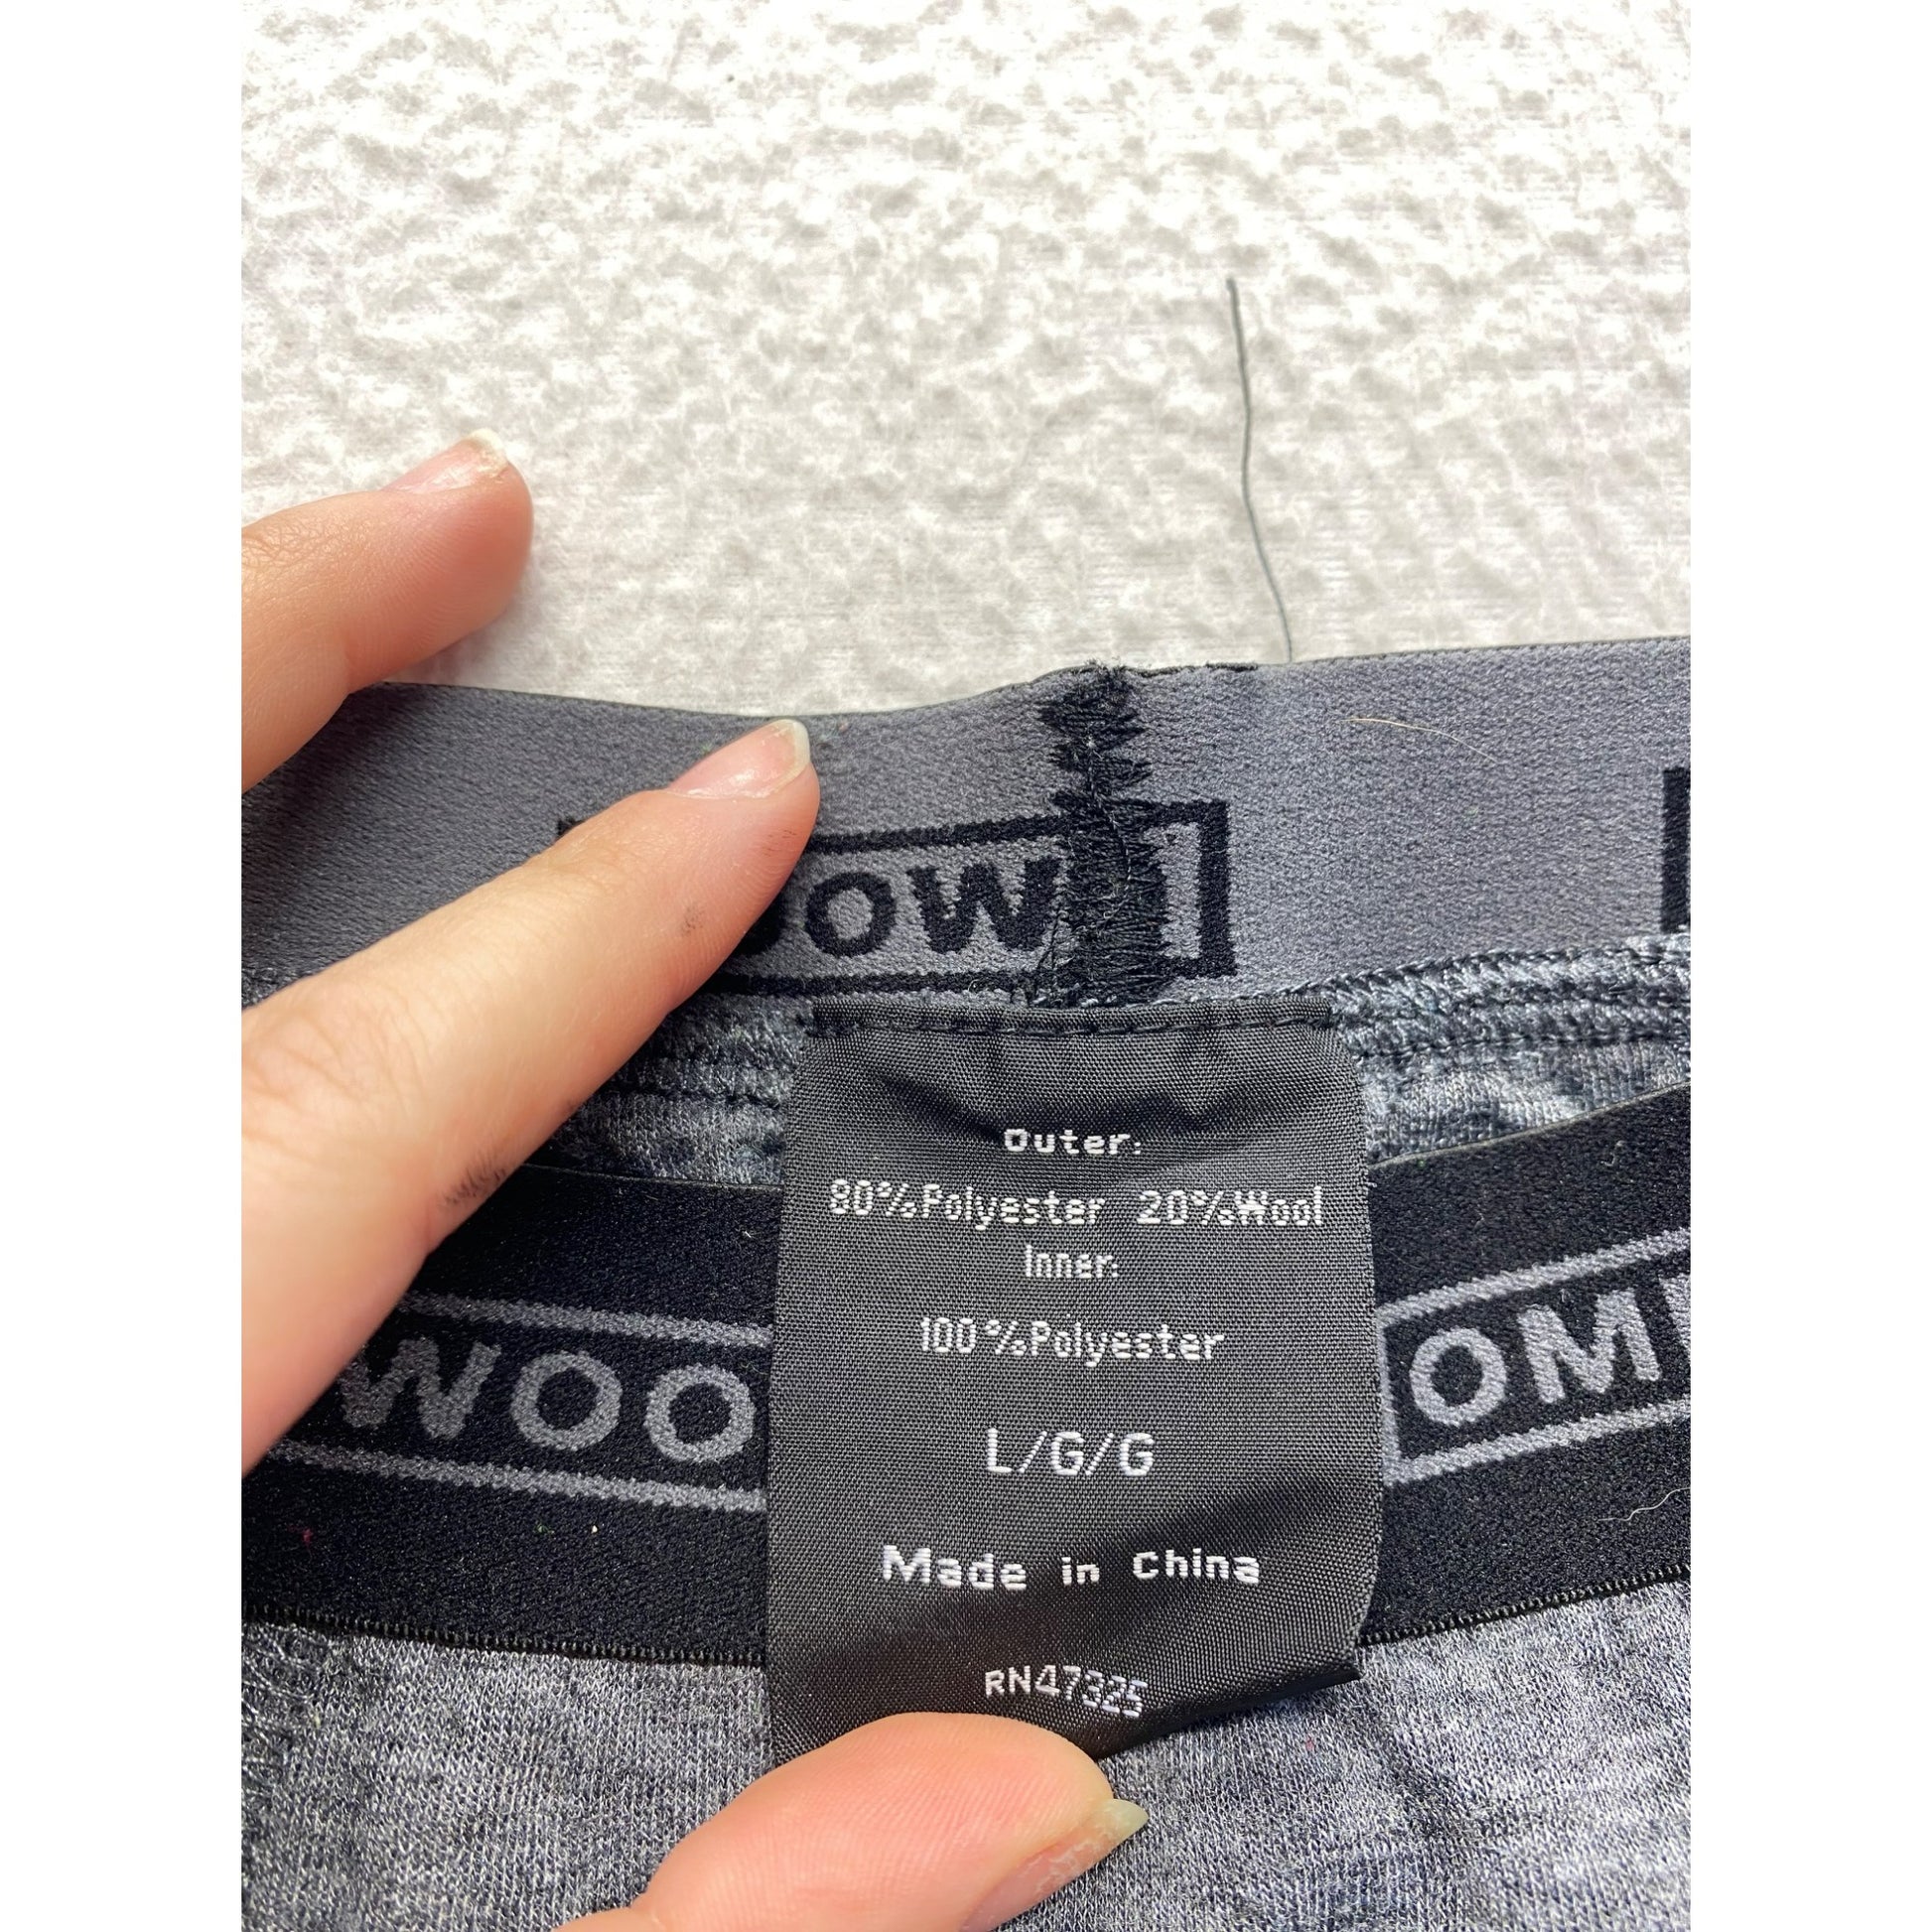 Outer:
80%Polyester 20%Wool
Inner:
100%Polyester
L/G/G
Made in China
RN47325